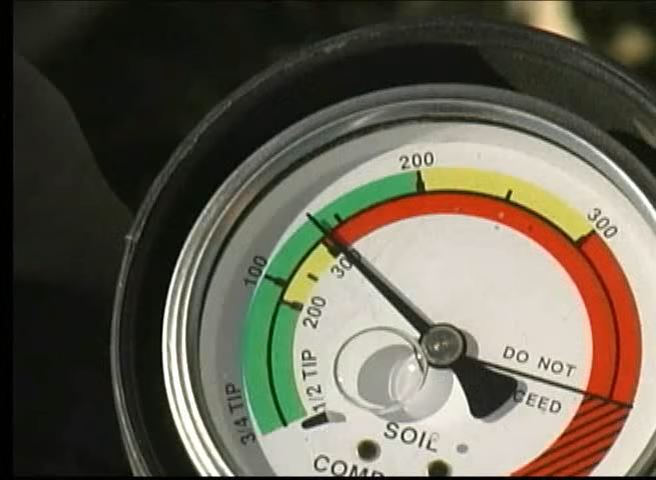 200
300
100
300
200
3/4 TIP
1/2 TIP
DO NOT
CEED
SOIL
COMP